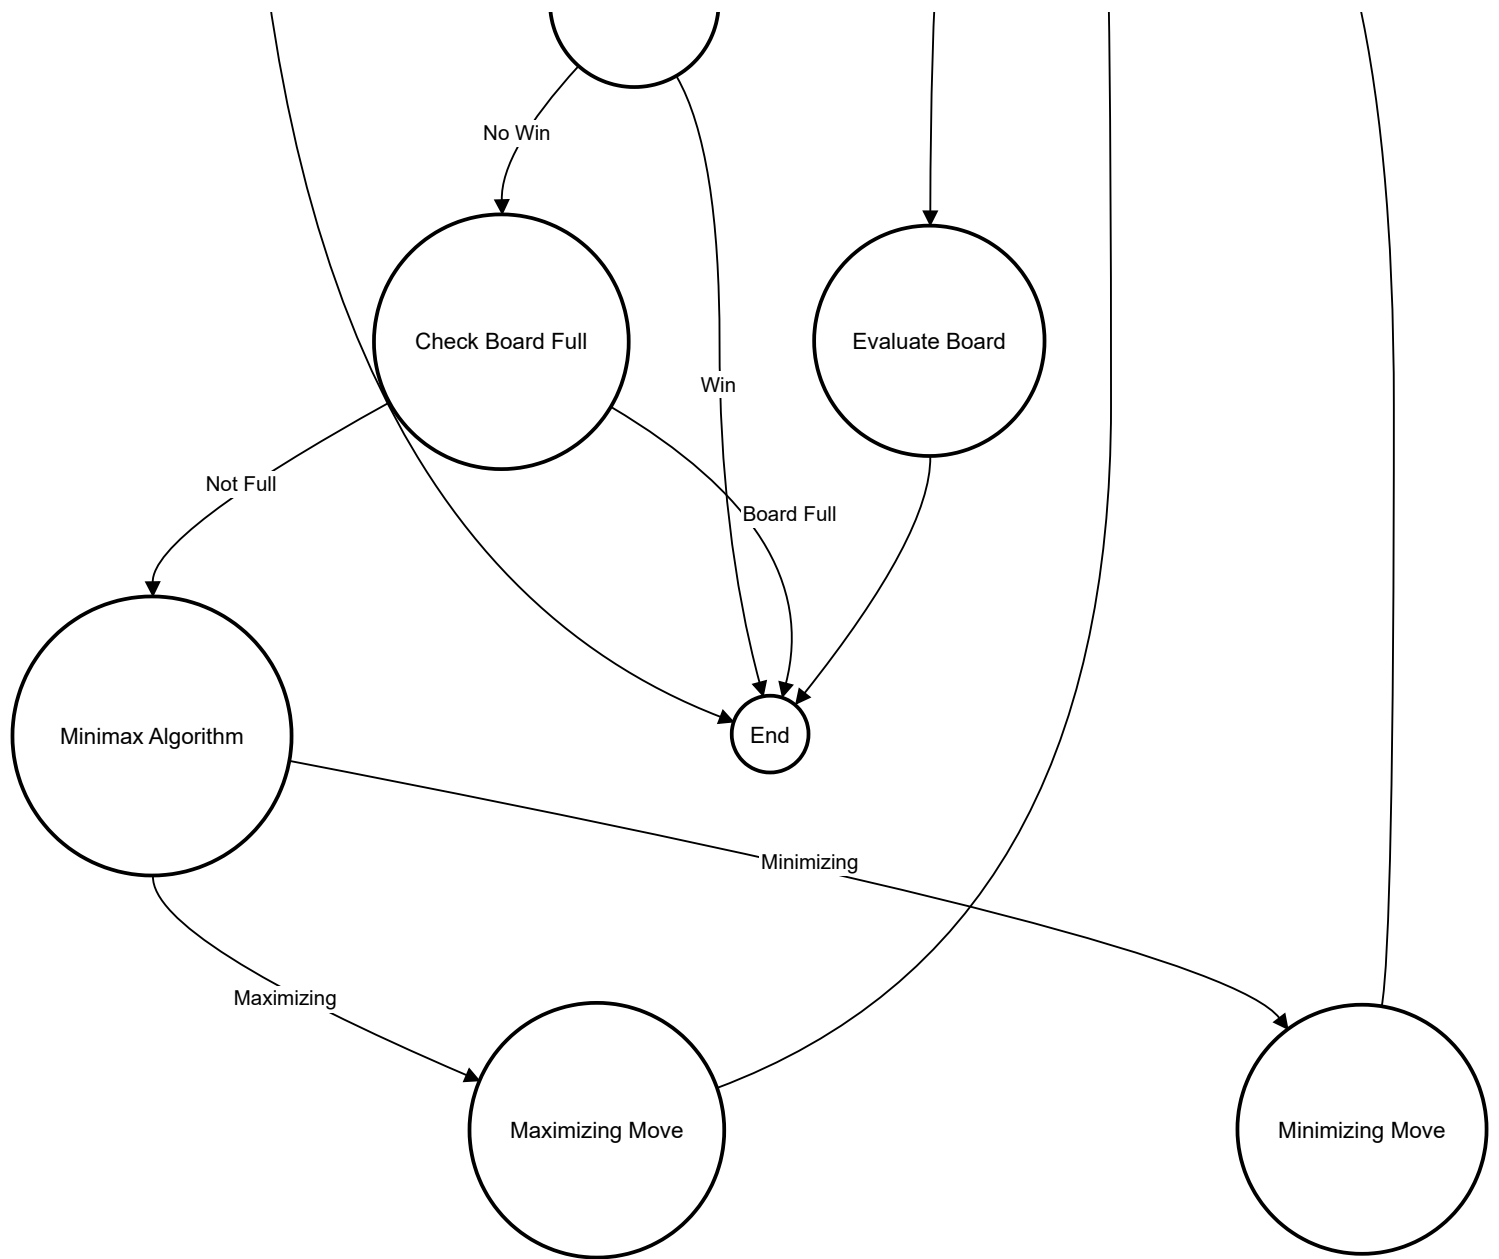 No Win
Check Board Full
Evaluate Board
Win
Not Full
Board Full
Minimax Algorithm
End
Minimizing
Maximizing
Maximizing Move
Minimizing Move